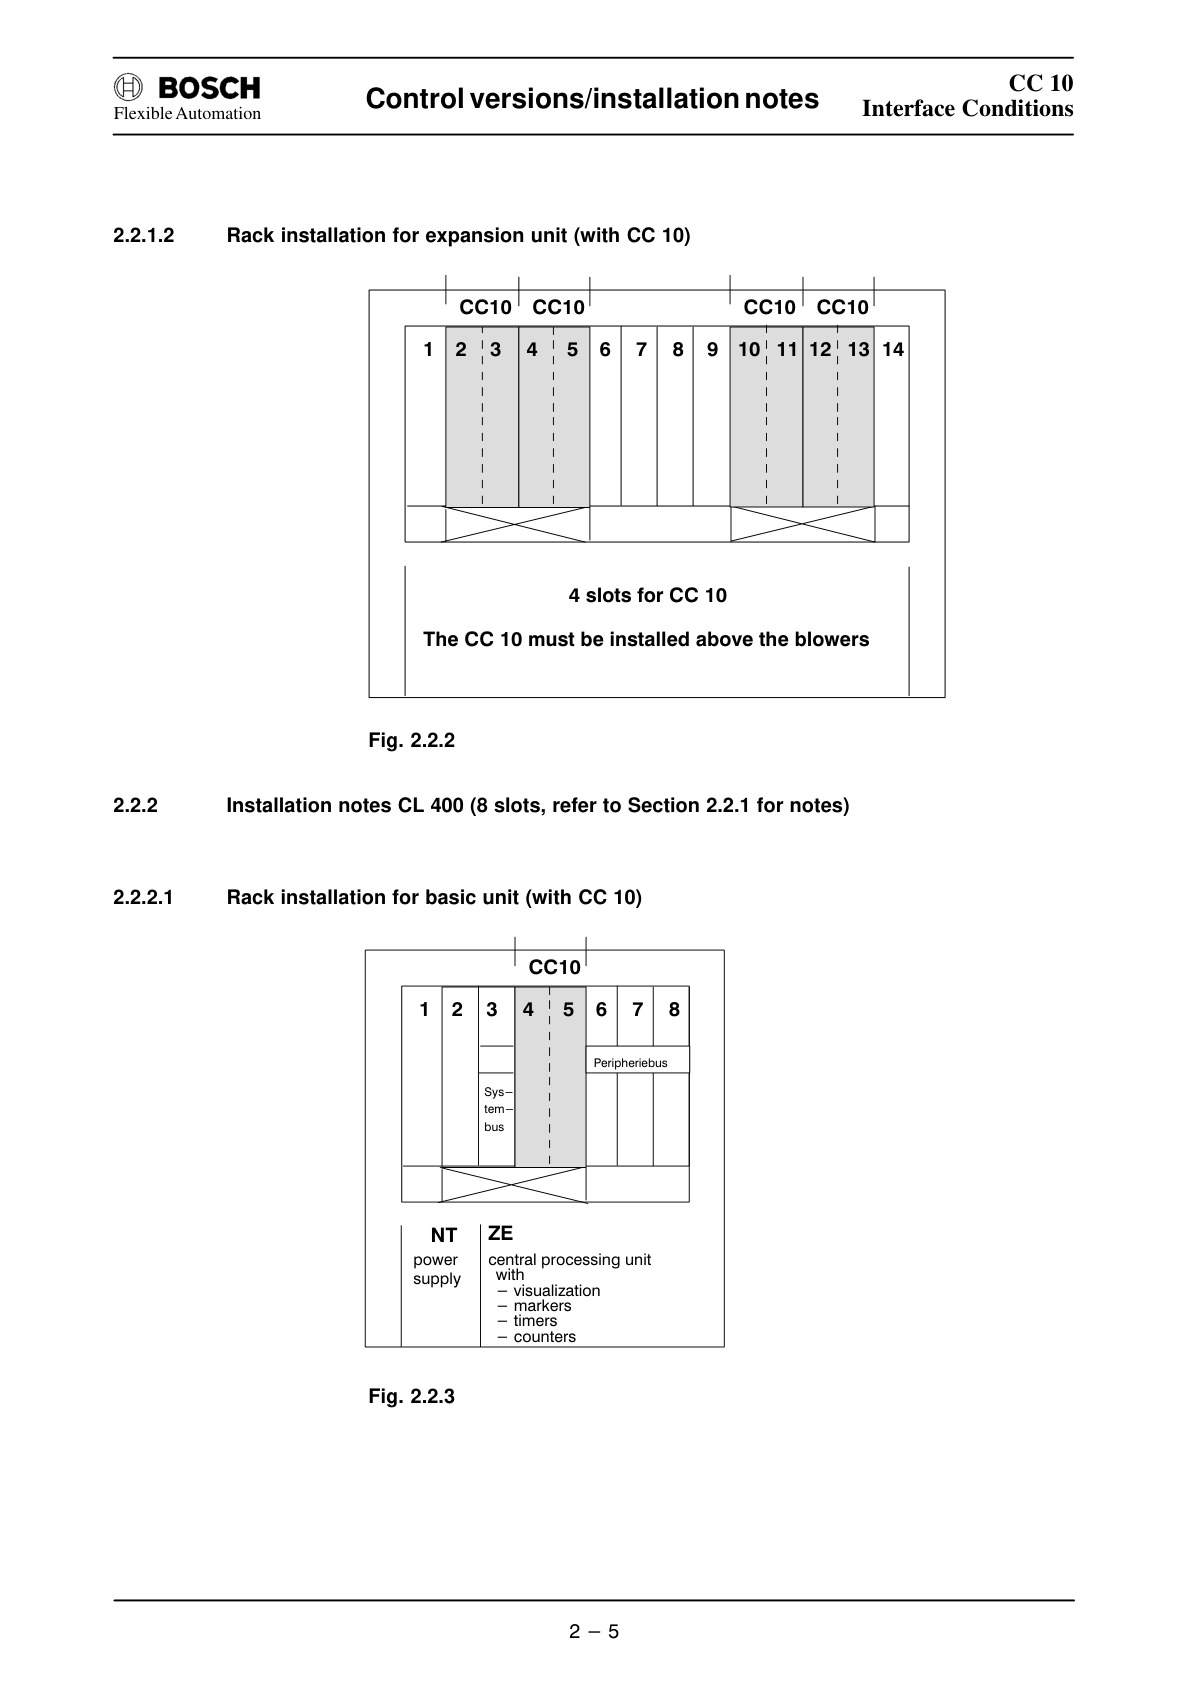 BOSCH
Flexible Automation
Control versions/installation notes
CC 10
Interface Conditions
2.2.1.2 Rack installation for expansion unit (with CC 10)
CC10 CC10 CC10 CC10
1 2 3 4 5 6 7 8 9 10 11 12 13 14
4 slots for CC 10
The CC 10 must be installed above the blowers
Fig. 2.2.2
2.2.2 Installation notes CL 400 (8 slots, refer to Section 2.2.1 for notes)
2.2.2.1 Rack installation for basic unit (with CC 10)
CC10
1 2 3 4 5 6 7 8
Peripheriebus
Sys–
tem–
bus
NT
power
supply
ZE
central processing unit
with
– visualization
– markers
– timers
– counters
Fig. 2.2.3
2 – 5